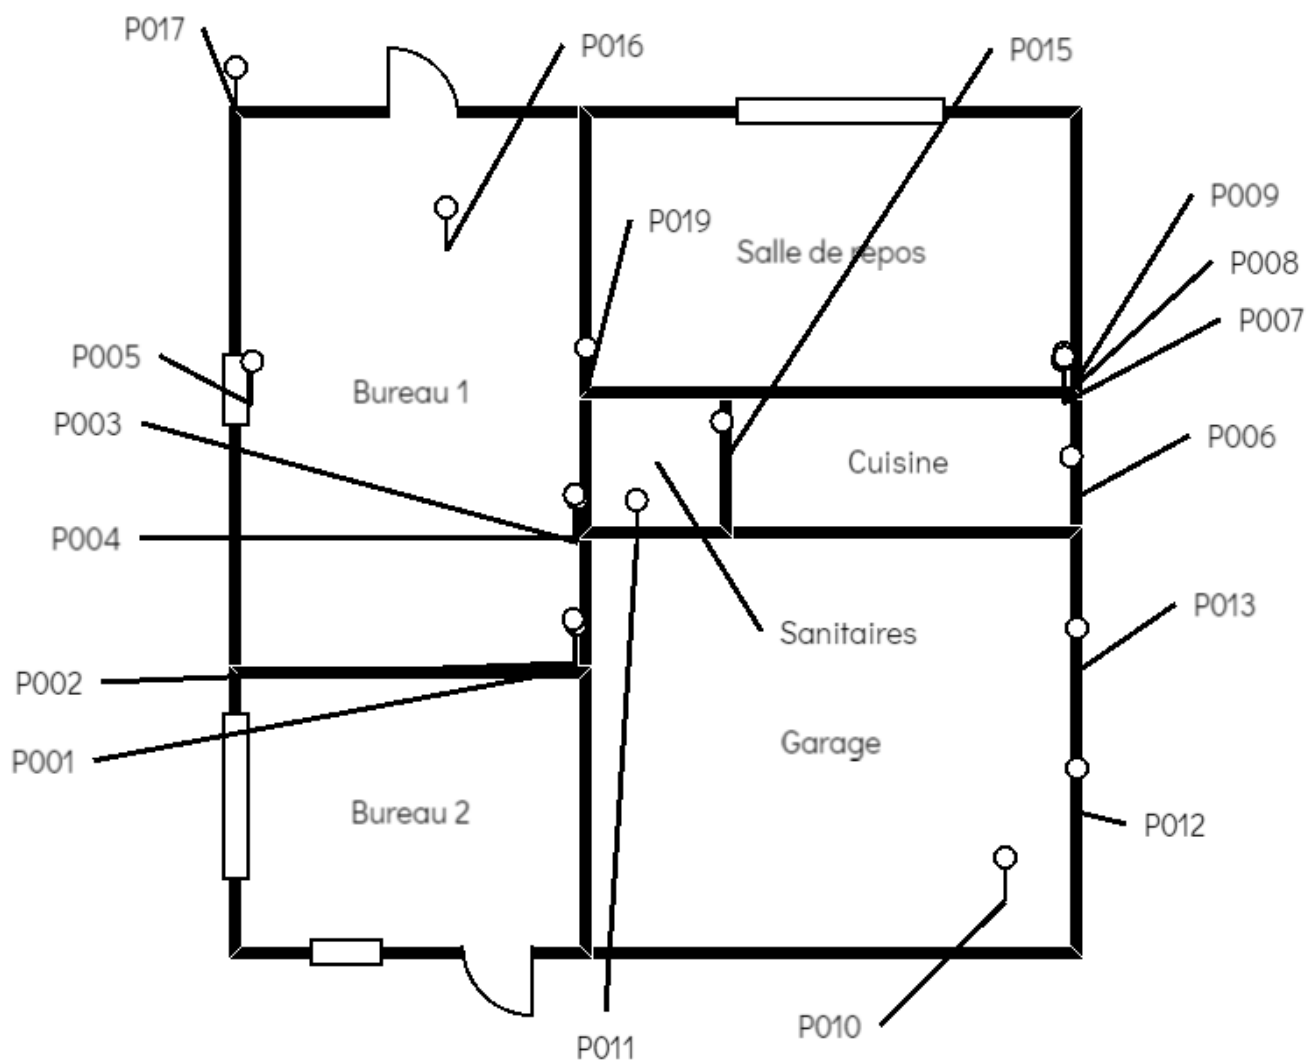 P017
P016
P015
P009
P019
Salle de repos
P008
P007
P005
Bureau 1
P003
P006
Cuisine
P004
P013
Sanitaires
P002
Garage
P001
Bureau 2
P012
P010
P011